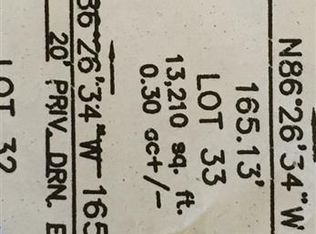 N86°26'34"W
165.13'
LOT 33
13,210 sq. ft.
0.30 ac+/-
86°26'34"W 165
20' PRIV. DRN. E
LOT 32